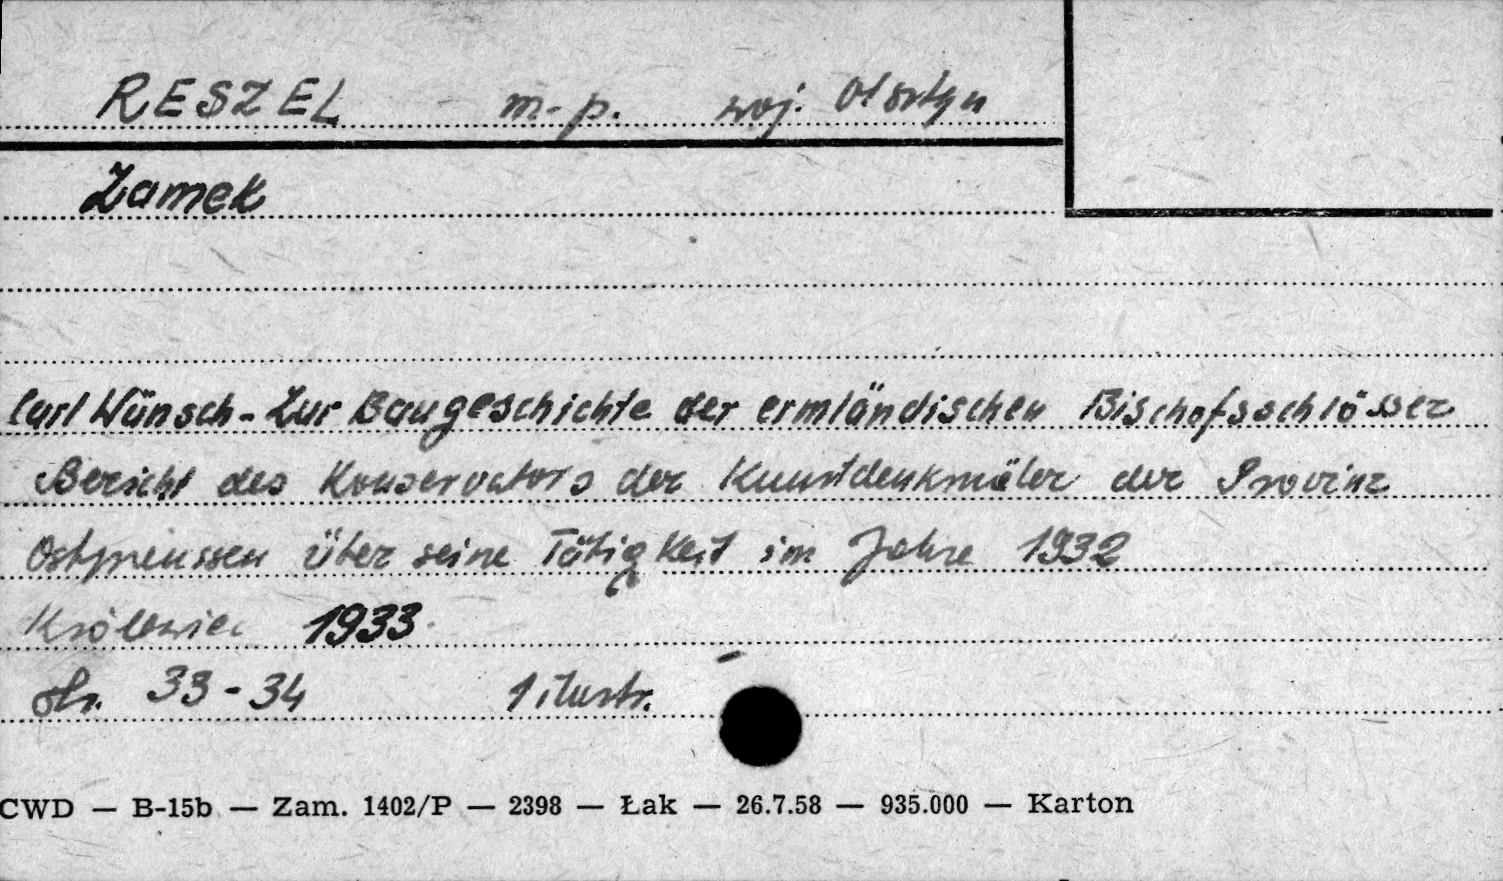 RESZEL m-p. woj. Olsztyn
Zamek
Carl Wünsch - Zur Baugeschichte der ermländischen Bischofsschlösser
Bericht des Konservators der Kunstdenkmäler der Provinz
Ostpreussen über seine Tätigkeit im Jahre 1932
Królewiec 1933
str. 33-34 1 ilustr.
CWD — B-15b — Zam. 1402/P — 2398 — Łak — 26.7.58 — 935.000 — Karton